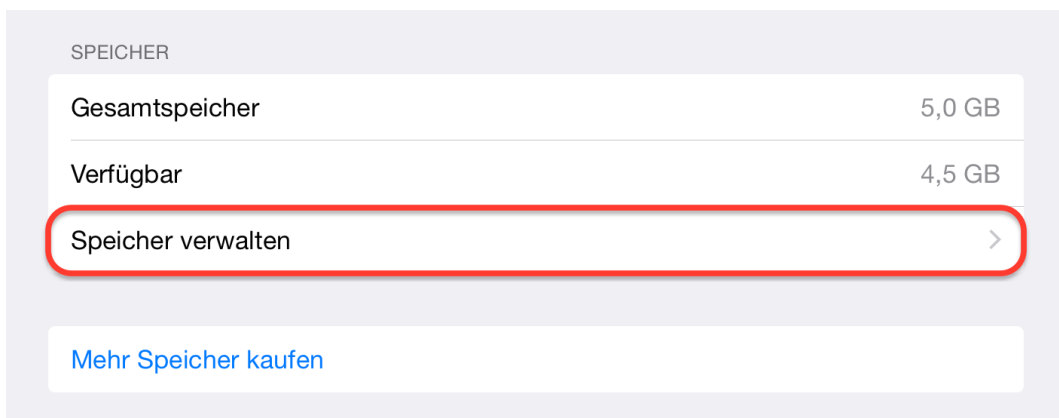 SPEICHER
Gesamtspeicher 5,0 GB
Verfügbar 4,5 GB
Speicher verwalten
Mehr Speicher kaufen